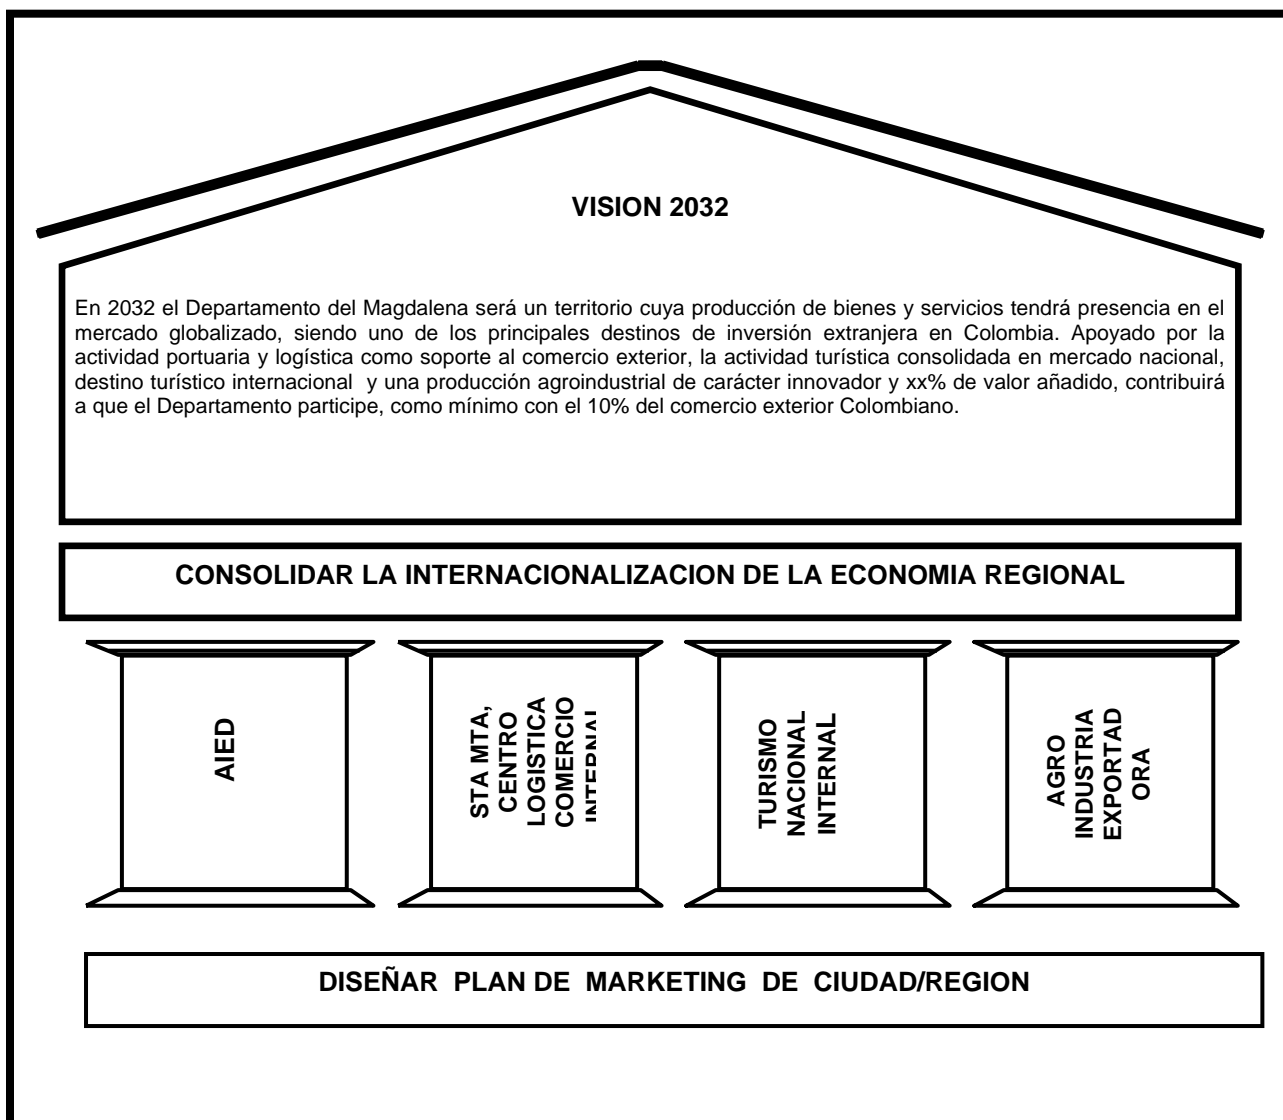 VISION 2032
En 2032 el Departamento del Magdalena será un territorio cuya producción de bienes y servicios tendrá presencia en el
mercado globalizado, siendo uno de los principales destinos de inversión extranjera en Colombia. Apoyado por la
actividad portuaria y logística como soporte al comercio exterior, la actividad turística consolidada en mercado nacional,
destino turístico internacional y una producción agroindustrial de carácter innovador y xx% de valor añadido, contribuirá
a que el Departamento participe, como mínimo con el 10% del comercio exterior Colombiano.
CONSOLIDAR LA INTERNACIONALIZACION DE LA ECONOMIA REGIONAL
AIED
STA MTA,
CENTRO
LOGISTICA
COMERCIO
INTERNAL
TURISMO
NACIONAL
INTERNAL
AGRO
INDUSTRIA
EXPORTAD
ORA
DISEÑAR PLAN DE MARKETING DE CIUDAD/REGION